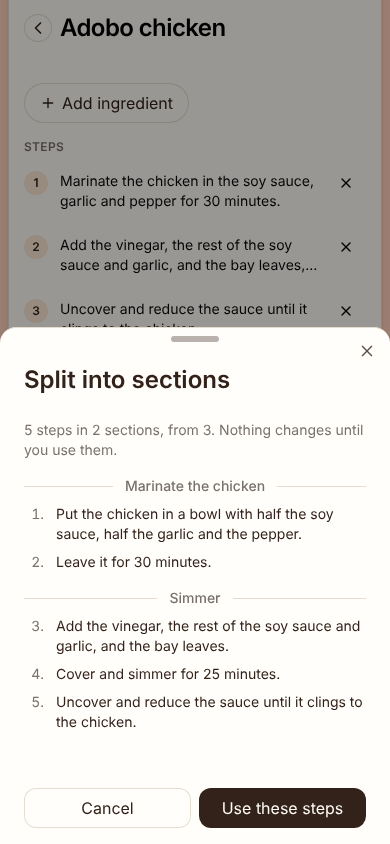 Adobo chicken
+ Add ingredient
STEPS
1 Marinate the chicken in the soy sauce,
garlic and pepper for 30 minutes.
2 Add the vinegar, the rest of the soy
sauce and garlic, and the bay leaves,...
3 Uncover and reduce the sauce until it
Split into sections
5 steps in 2 sections, from 3. Nothing changes until
you use them.
Marinate the chicken
1. Put the chicken in a bowl with half the soy
sauce, half the garlic and the pepper.
2. Leave it for 30 minutes.
Simmer
3. Add the vinegar, the rest of the soy sauce and
garlic, and the bay leaves.
4. Cover and simmer for 25 minutes.
5. Uncover and reduce the sauce until it clings to
the chicken.
Cancel
Use these steps